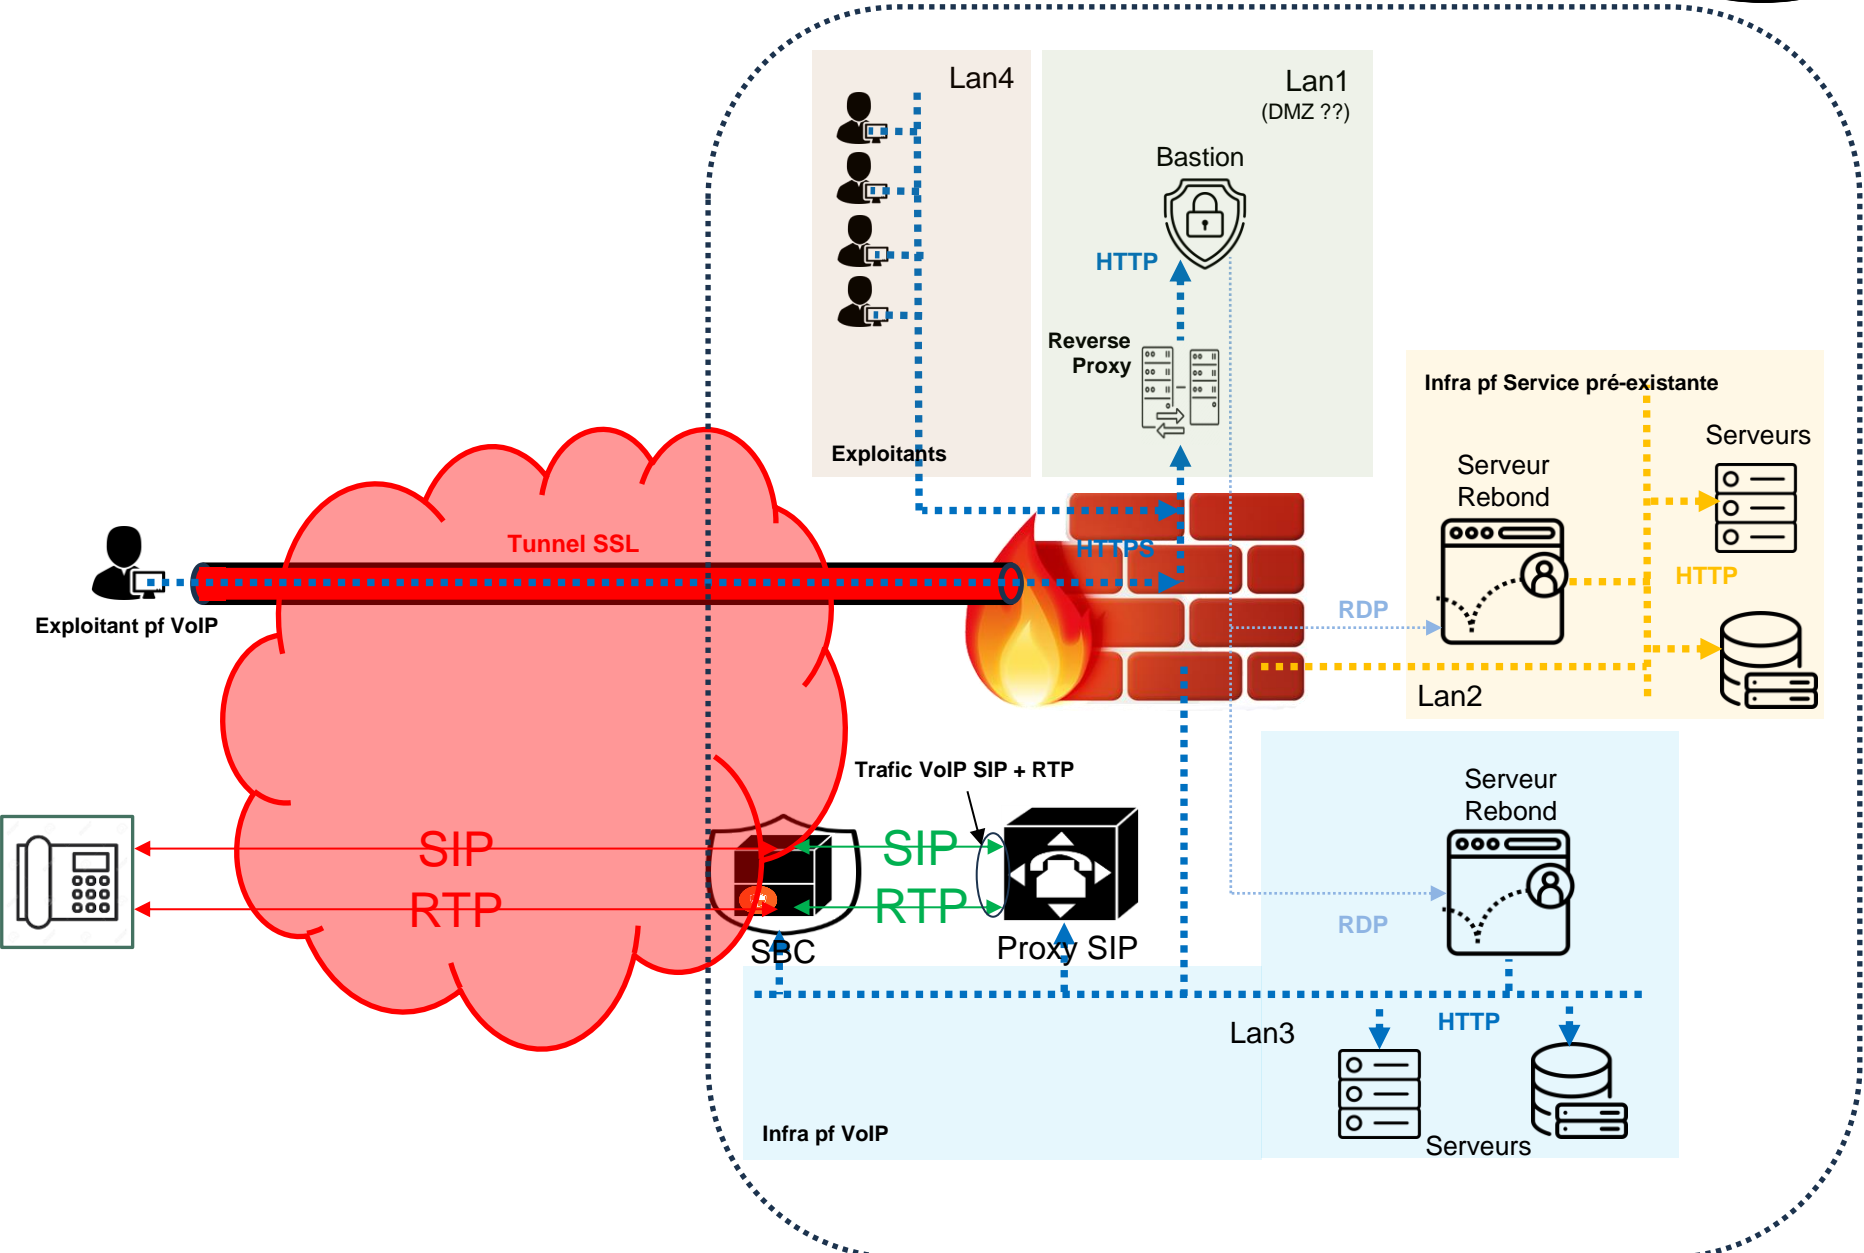 Lan4
Lan1
(DMZ ??)
Bastion
HTTP
Reverse
Proxy
Exploitants
Infra pf Service pré-existante
Serveurs
Serveur
Rebond
HTTP
RDP
Lan2
Tunnel SSL
HTTPS
Exploitant pf VoIP
Trafic VoIP SIP + RTP
SIP
RTP
SIP
RTP
SBC
Proxy SIP
Serveur
Rebond
RDP
HTTP
Lan3
Serveurs
Infra pf VoIP